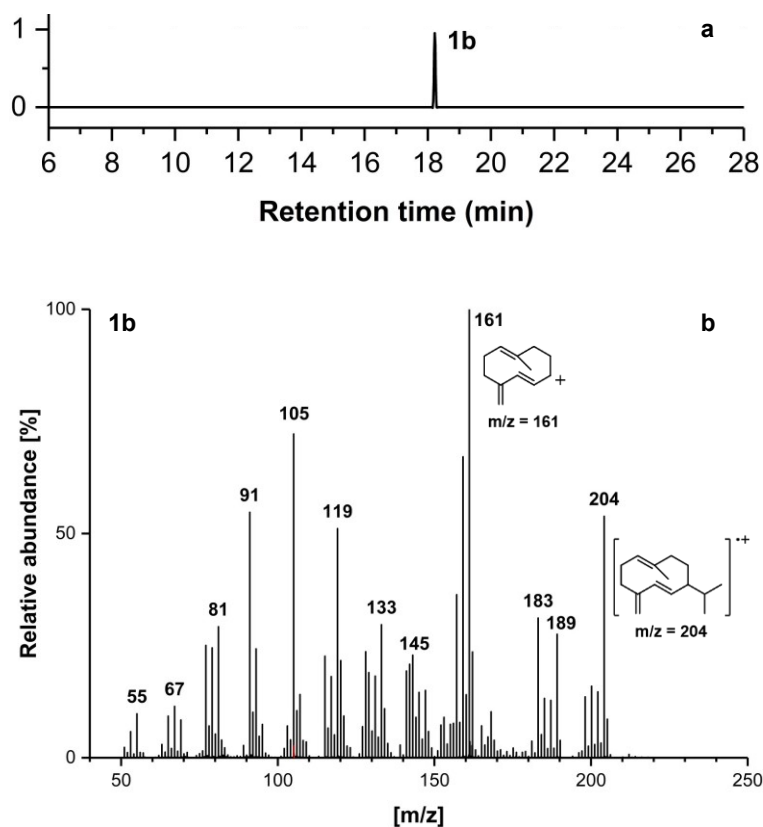 1
1b
a
0
6 8 10 12 14 16 18 20 22 24 26 28
Retention time (min)
100
1b
161
b
+
m/z = 161
105
204
91
119
50
•+
183
133
189
81
145
m/z = 204
67
55
0
50 100 150 200 250
[m/z]
Relative abundance [%]